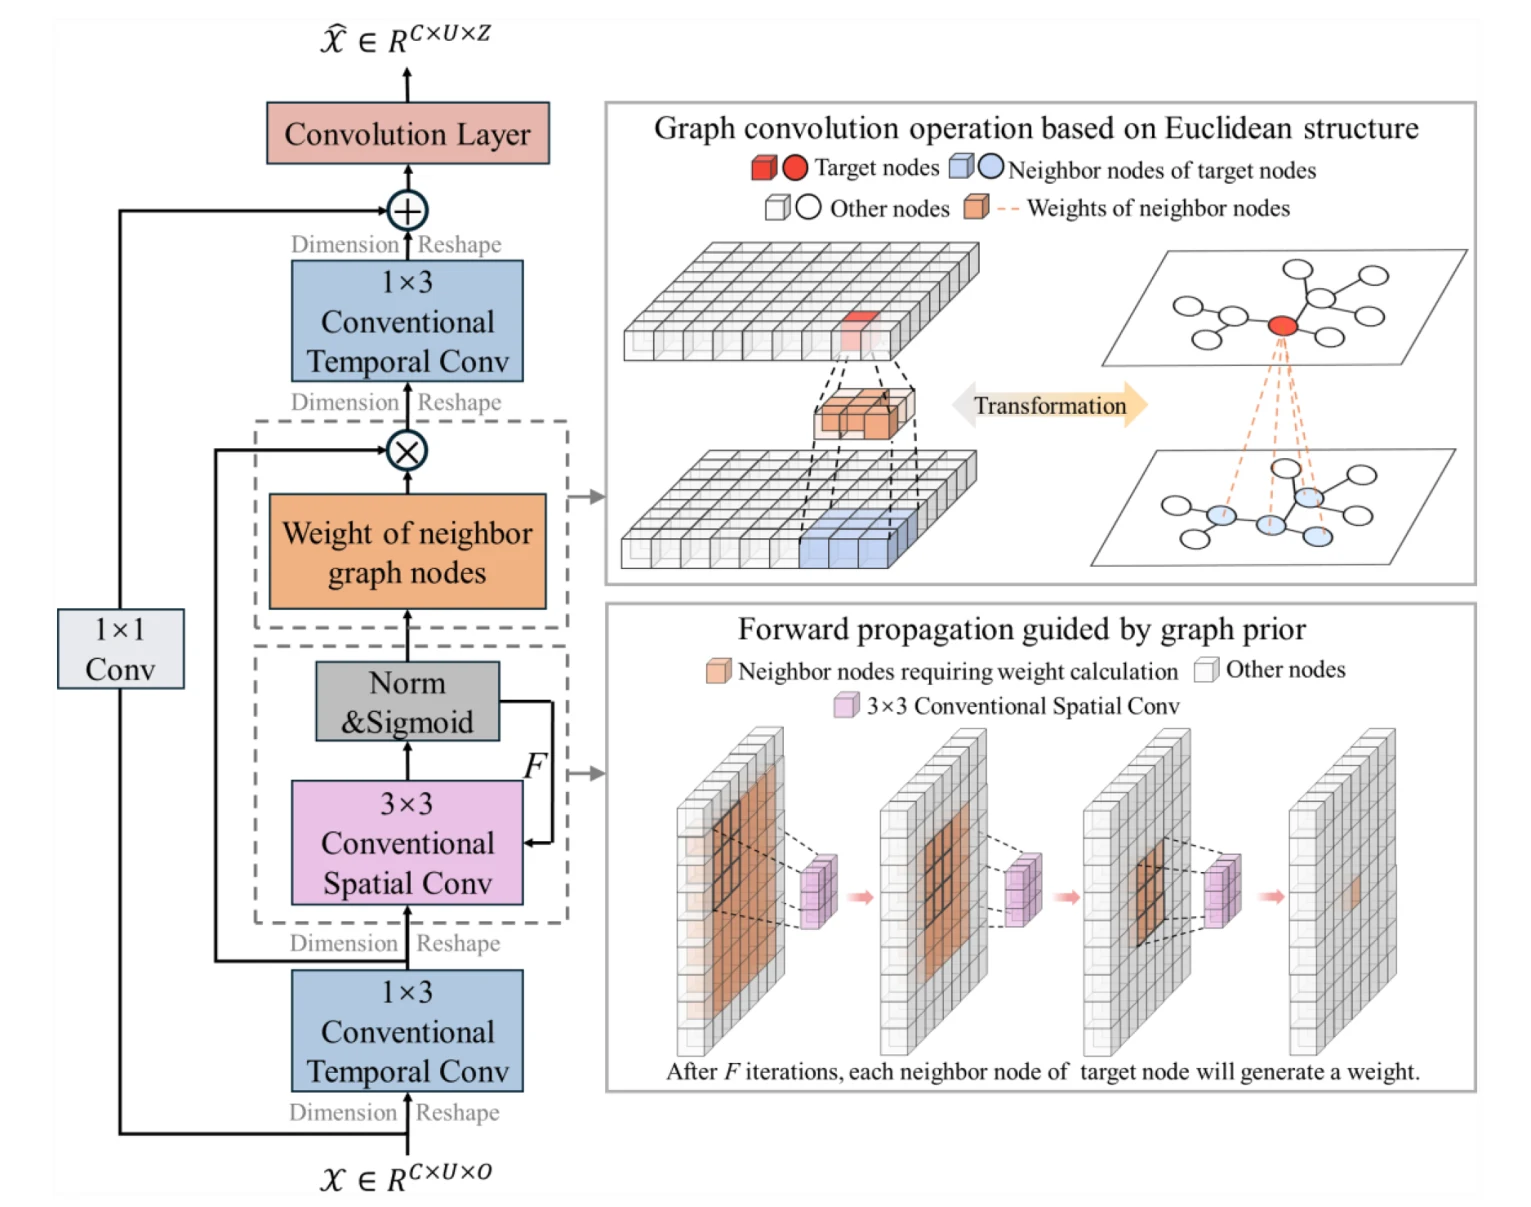 𝒳̂ ∈ R^{C×U×Z}
Convolution Layer
+
Dimension Reshape
1×3
Conventional
Temporal Conv
Dimension Reshape
×
Weight of neighbor
graph nodes
1×1
Conv
Norm
&Sigmoid
F
3×3
Conventional
Spatial Conv
Dimension Reshape
1×3
Conventional
Temporal Conv
Dimension Reshape
𝒳 ∈ R^{C×U×O}
Graph convolution operation based on Euclidean structure
Target nodes Neighbor nodes of target nodes
Other nodes Weights of neighbor nodes
Transformation
Forward propagation guided by graph prior
Neighbor nodes requiring weight calculation Other nodes
3×3 Conventional Spatial Conv
After F iterations, each neighbor node of target node will generate a weight.